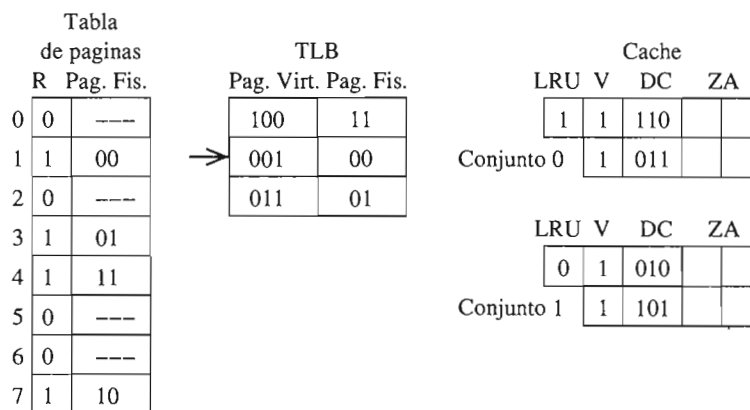 Tabla
de paginas
R Pag. Fis.
0 0 ---
1 1 00
2 0 ---
3 1 01
4 1 11
5 0 ---
6 0 ---
7 1 10
TLB
Pag. Virt. Pag. Fis.
100 11
001 00
011 01
Cache
LRU V DC ZA
1 1 110
Conjunto 0 1 011
LRU V DC ZA
0 1 010
Conjunto 1 1 101